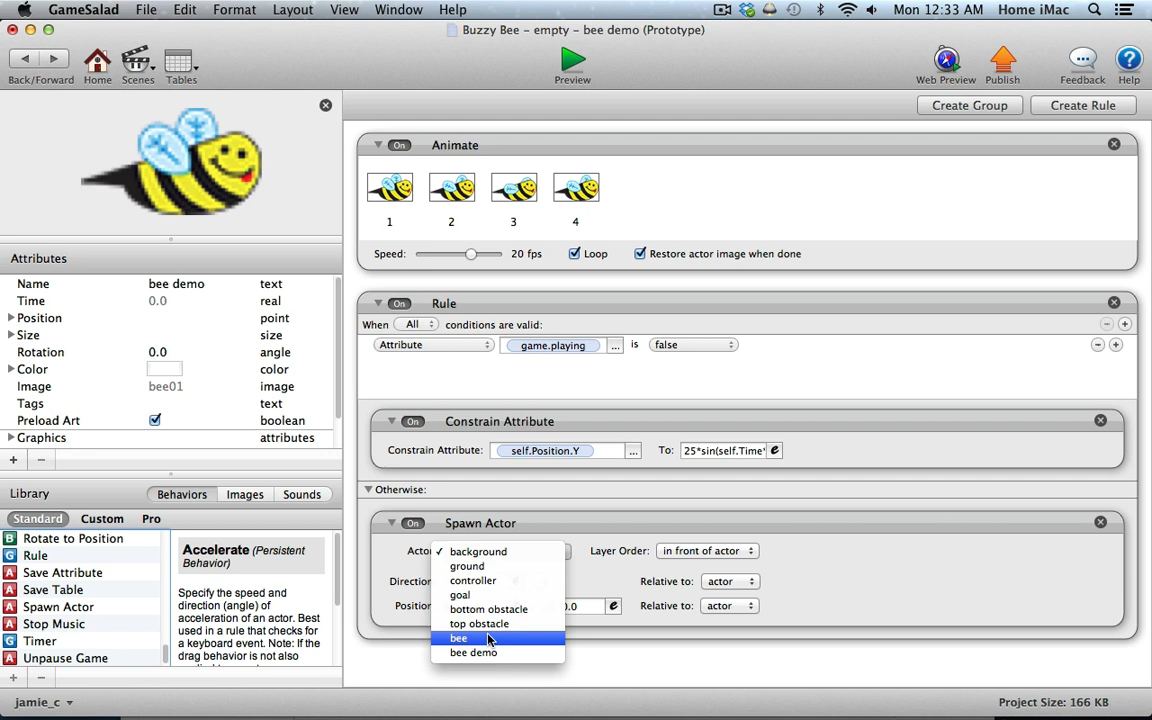 GameSalad File Edit Format Layout View Window Help Mon 12:33 AM Home iMac
Buzzy Bee – empty – bee demo (Prototype)
Back/Forward Home Scenes Tables Preview Web Preview Publish Feedback Help
Create Group Create Rule
On Animate
1 2 3 4
Speed: 20 fps Loop Restore actor image when done
Attributes
Name bee demo text
Time 0.0 real
Position point
Size size
Rotation 0.0 angle
Color color
Image bee01 image
Tags text
Preload Art boolean
Graphics attributes
On Rule
When All conditions are valid:
Attribute game.playing ... is false
On Constrain Attribute
Constrain Attribute: self.Position.Y ... To: 25*sin(self.Time* e
Otherwise:
On Spawn Actor
Actor Layer Order: in front of actor
background
ground
controller
goal
bottom obstacle
top obstacle
bee
bee demo
Direction Relative to: actor
Position 0.0 e Relative to: actor
Library Behaviors Images Sounds
Standard Custom Pro
B Rotate to Position
G Rule
A Save Attribute
A Save Table
A Spawn Actor
A Stop Music
G Timer
A Unpause Game
Accelerate (Persistent
Behavior)
Specify the speed and
direction (angle) of
acceleration of an actor. Best
used in a rule that checks for
a keyboard event. Note: If the
drag behavior is not also
jamie_c Project Size: 166 KB